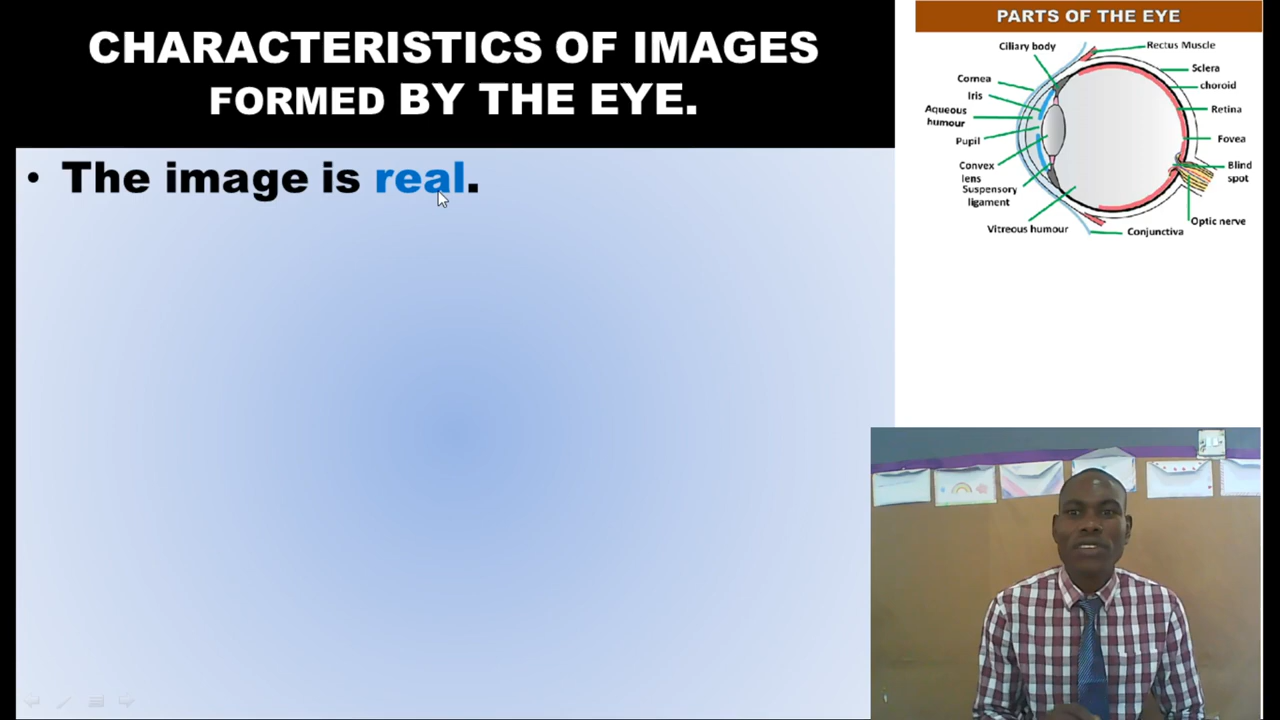 CHARACTERISTICS OF IMAGES
FORMED BY THE EYE.
• The image is real.
PARTS OF THE EYE
Ciliary body
Rectus Muscle
Cornea
Sclera
Iris
choroid
Aqueous
humour
Retina
Pupil
Fovea
Convex
lens
Blind
spot
Suspensory
ligament
Optic nerve
Vitreous humour
Conjunctiva